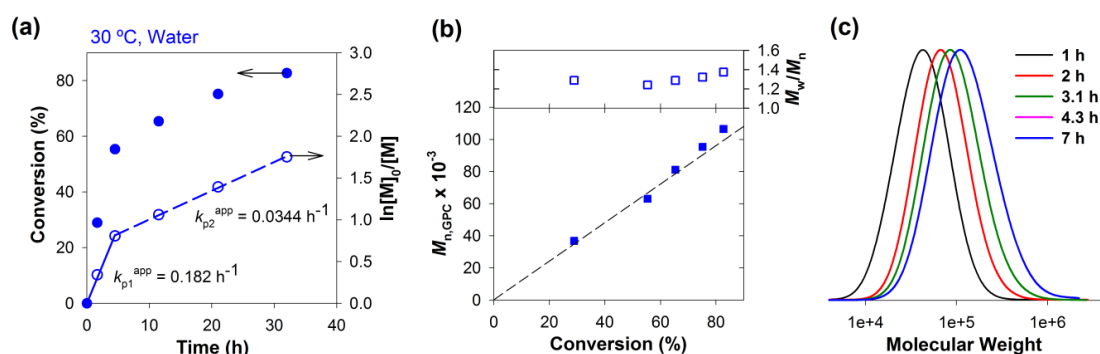 (a)
30 ºC, Water
Conversion (%)
80
60
40
20
0
3.0
2.5
2.0
1.5
1.0
0.5
0.0
ln[M]0/[M]
kp2app = 0.0344 h-1
kp1app = 0.182 h-1
0 10 20 30 40
Time (h)
(b)
1.6
1.4
1.2
1.0
Mw/Mn
120
100
80
60
40
20
0
Mn,GPC x 10-3
0 20 40 60 80
Conversion (%)
(c)
1 h
2 h
3.1 h
4.3 h
7 h
1e+4 1e+5 1e+6
Molecular Weight